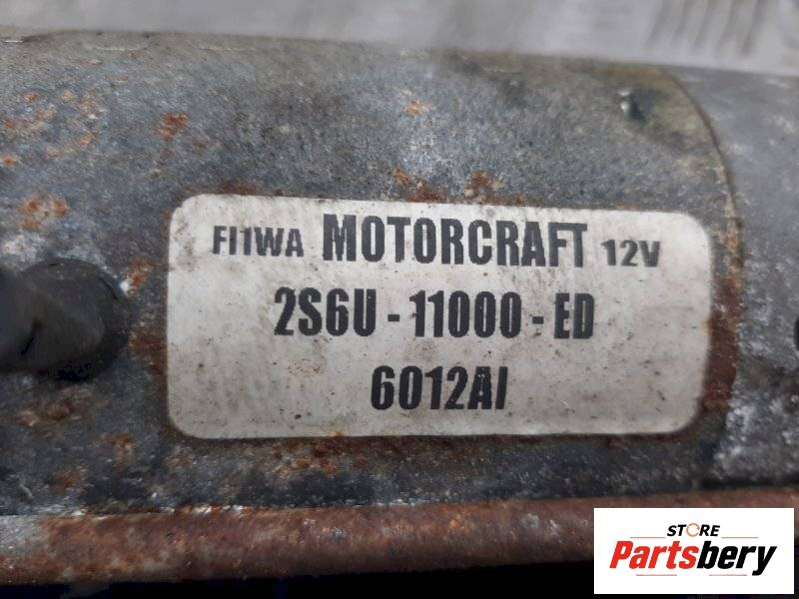 FI1WA MOTORCRAFT 12V
2S6U - 11000 - ED
6012AI
STORE
Partsbery